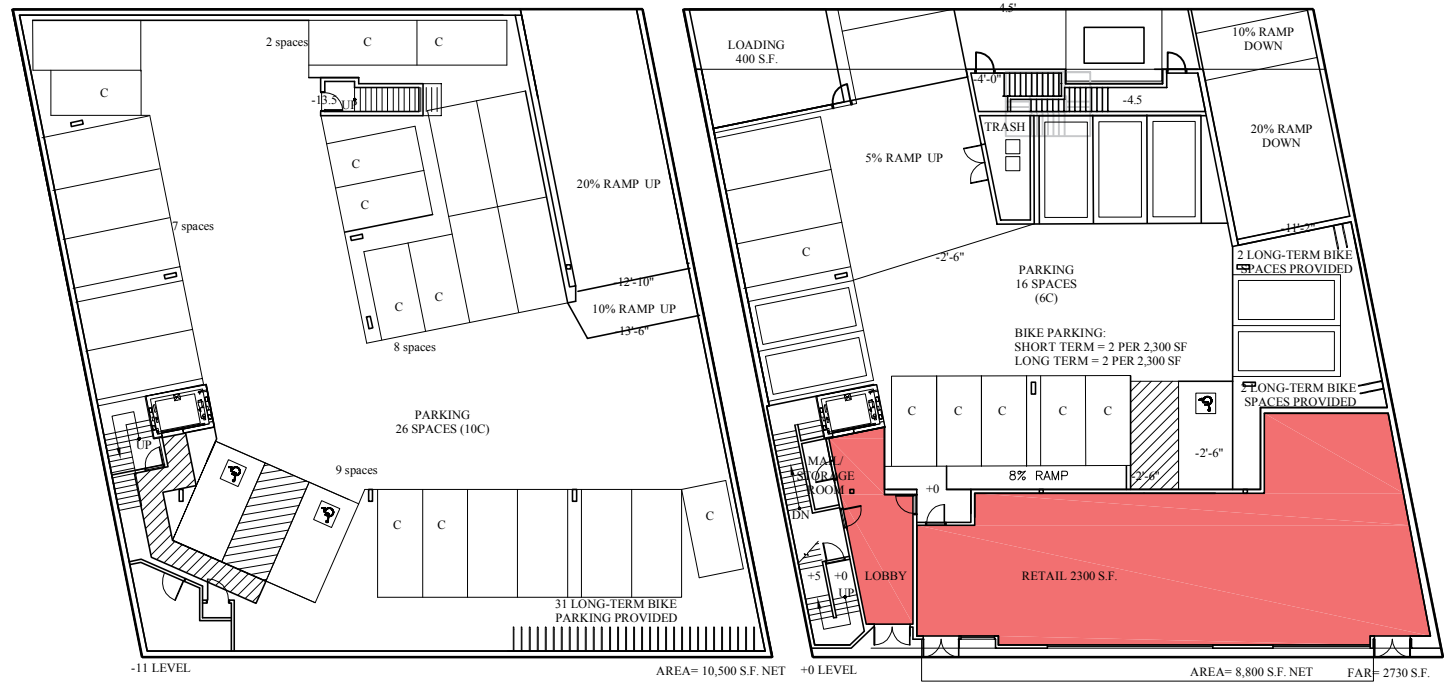 2 spaces
C
C
C
-13.5
UP
C
C
7 spaces
20% RAMP UP
-12'-10"
C
C
10% RAMP UP
-13'-6"
8 spaces
PARKING
26 SPACES (10C)
UP
9 spaces
C
C
C
31 LONG-TERM BIKE
PARKING PROVIDED
-11 LEVEL
AREA= 10,500 S.F. NET
-4.5'
LOADING
400 S.F.
10% RAMP
DOWN
-4'-0"
-4.5
TRASH
20% RAMP
DOWN
5% RAMP UP
-11'-2"
C
-2'-6"
2 LONG-TERM BIKE
SPACES PROVIDED
PARKING
16 SPACES
(6C)
BIKE PARKING:
SHORT TERM = 2 PER 2,300 SF
LONG TERM = 2 PER 2,300 SF
2 LONG-TERM BIKE
SPACES PROVIDED
C
C
C
C
C
-2'-6"
MAIL/
STORAGE
ROOM
8% RAMP
-2'-6"
+0
DN
+5
+0
UP
LOBBY
RETAIL 2300 S.F.
+0 LEVEL
AREA= 8,800 S.F. NET
FAR= 2730 S.F.